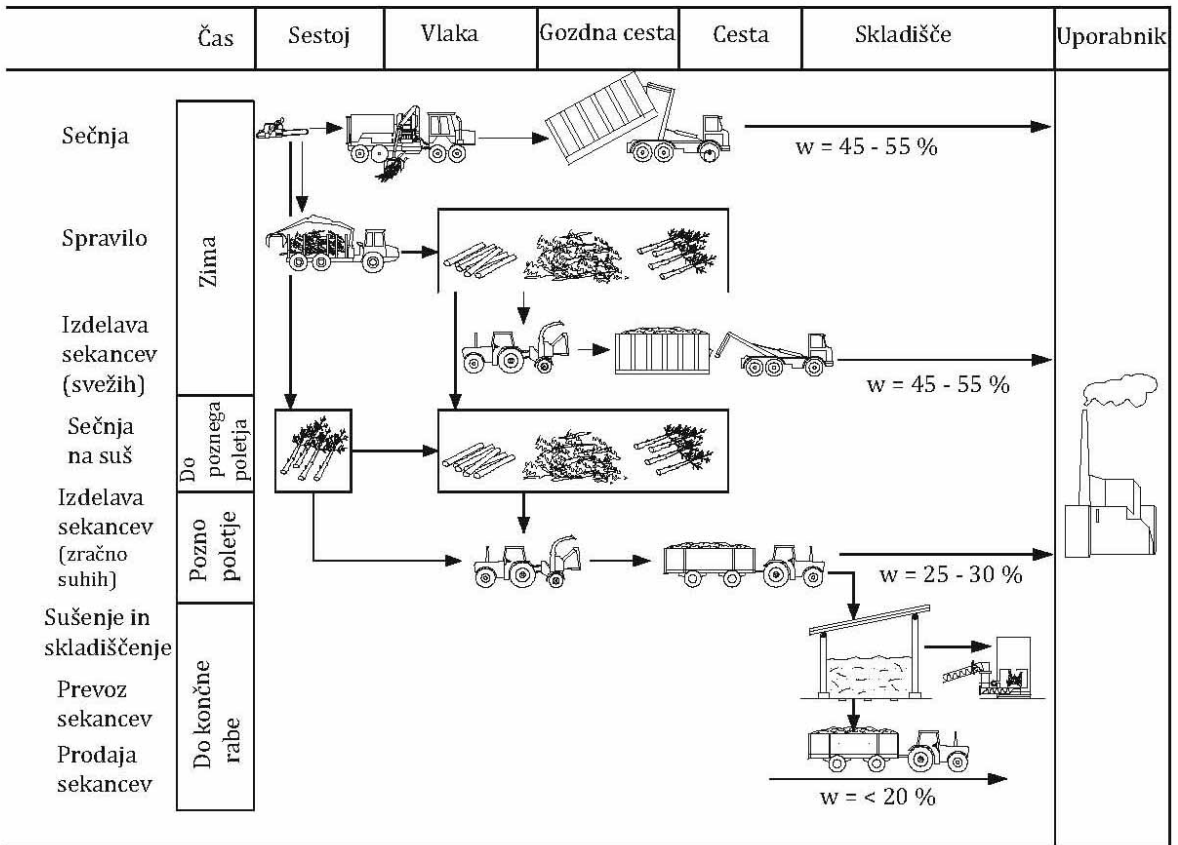 Čas
Sestoj
Vlaka
Gozdna cesta
Cesta
Skladišče
Uporabnik
Sečnja
w = 45 - 55 %
Spravilo
Zima
Izdelava
sekancev
(svežih)
w = 45 - 55 %
Sečnja
na suš
Do
poznega
poletja
Izdelava
sekancev
(zračno
suhih)
Pozno
poletje
w = 25 - 30 %
Sušenje in
skladiščenje
Prevoz
sekancev
Prodaja
sekancev
Do končne
rabe
w = < 20 %